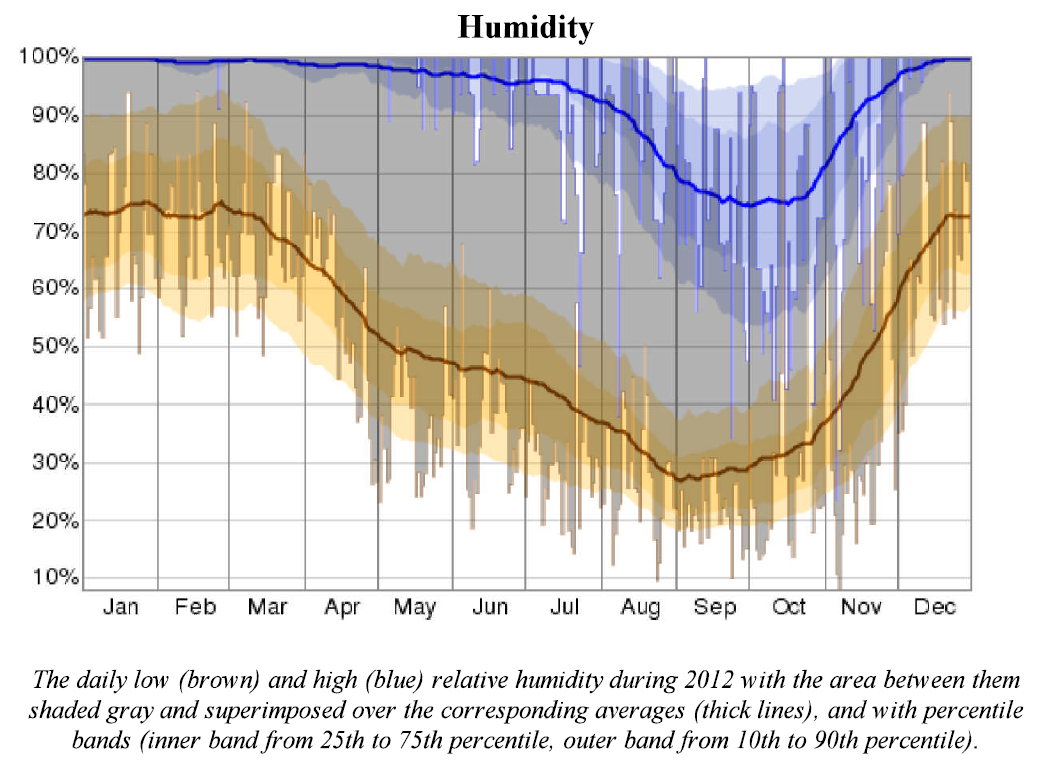 Humidity
100%
90%
80%
70%
60%
50%
40%
30%
20%
10%
Jan Feb Mar Apr May Jun Jul Aug Sep Oct Nov Dec
The daily low (brown) and high (blue) relative humidity during 2012 with the area between them
shaded gray and superimposed over the corresponding averages (thick lines), and with percentile
bands (inner band from 25th to 75th percentile, outer band from 10th to 90th percentile).